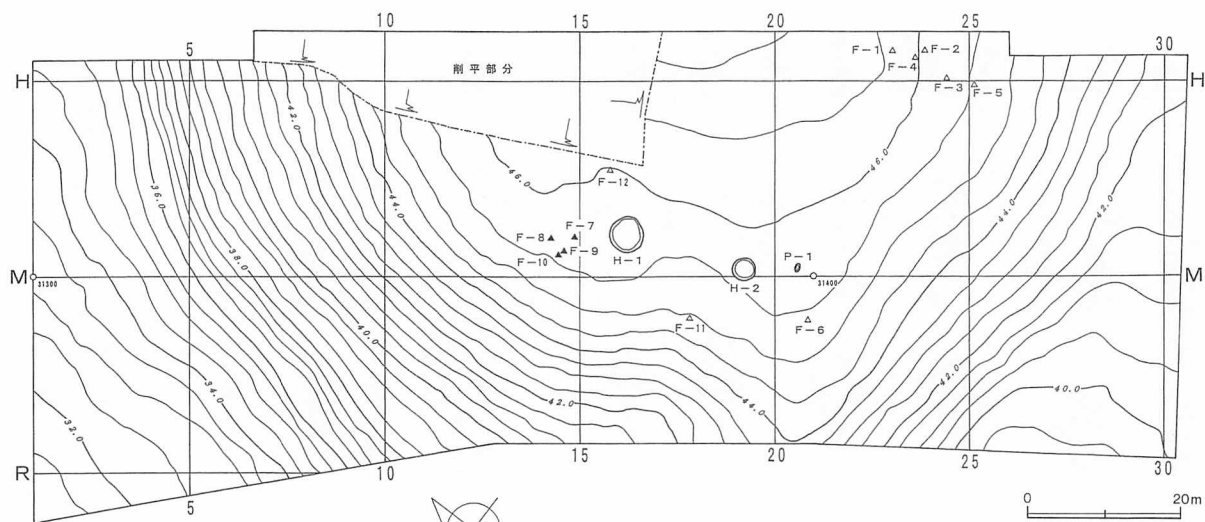 5 10 15 20 25 30
削平部分
F-1 F-2
F-4
H H
F-3 F-5
42.0 46.0
46.0
36.0 44.0 F-12 44.0 42.0
F-8 F-7
F-9
38.0 F-10 H-1 P-1
M M
31300 H-2 31400
F-11 F-6
40.0 42.0 40.0
34.0 42.0 44.0
32.0
R 5 10 15 20 25 30
0 20m